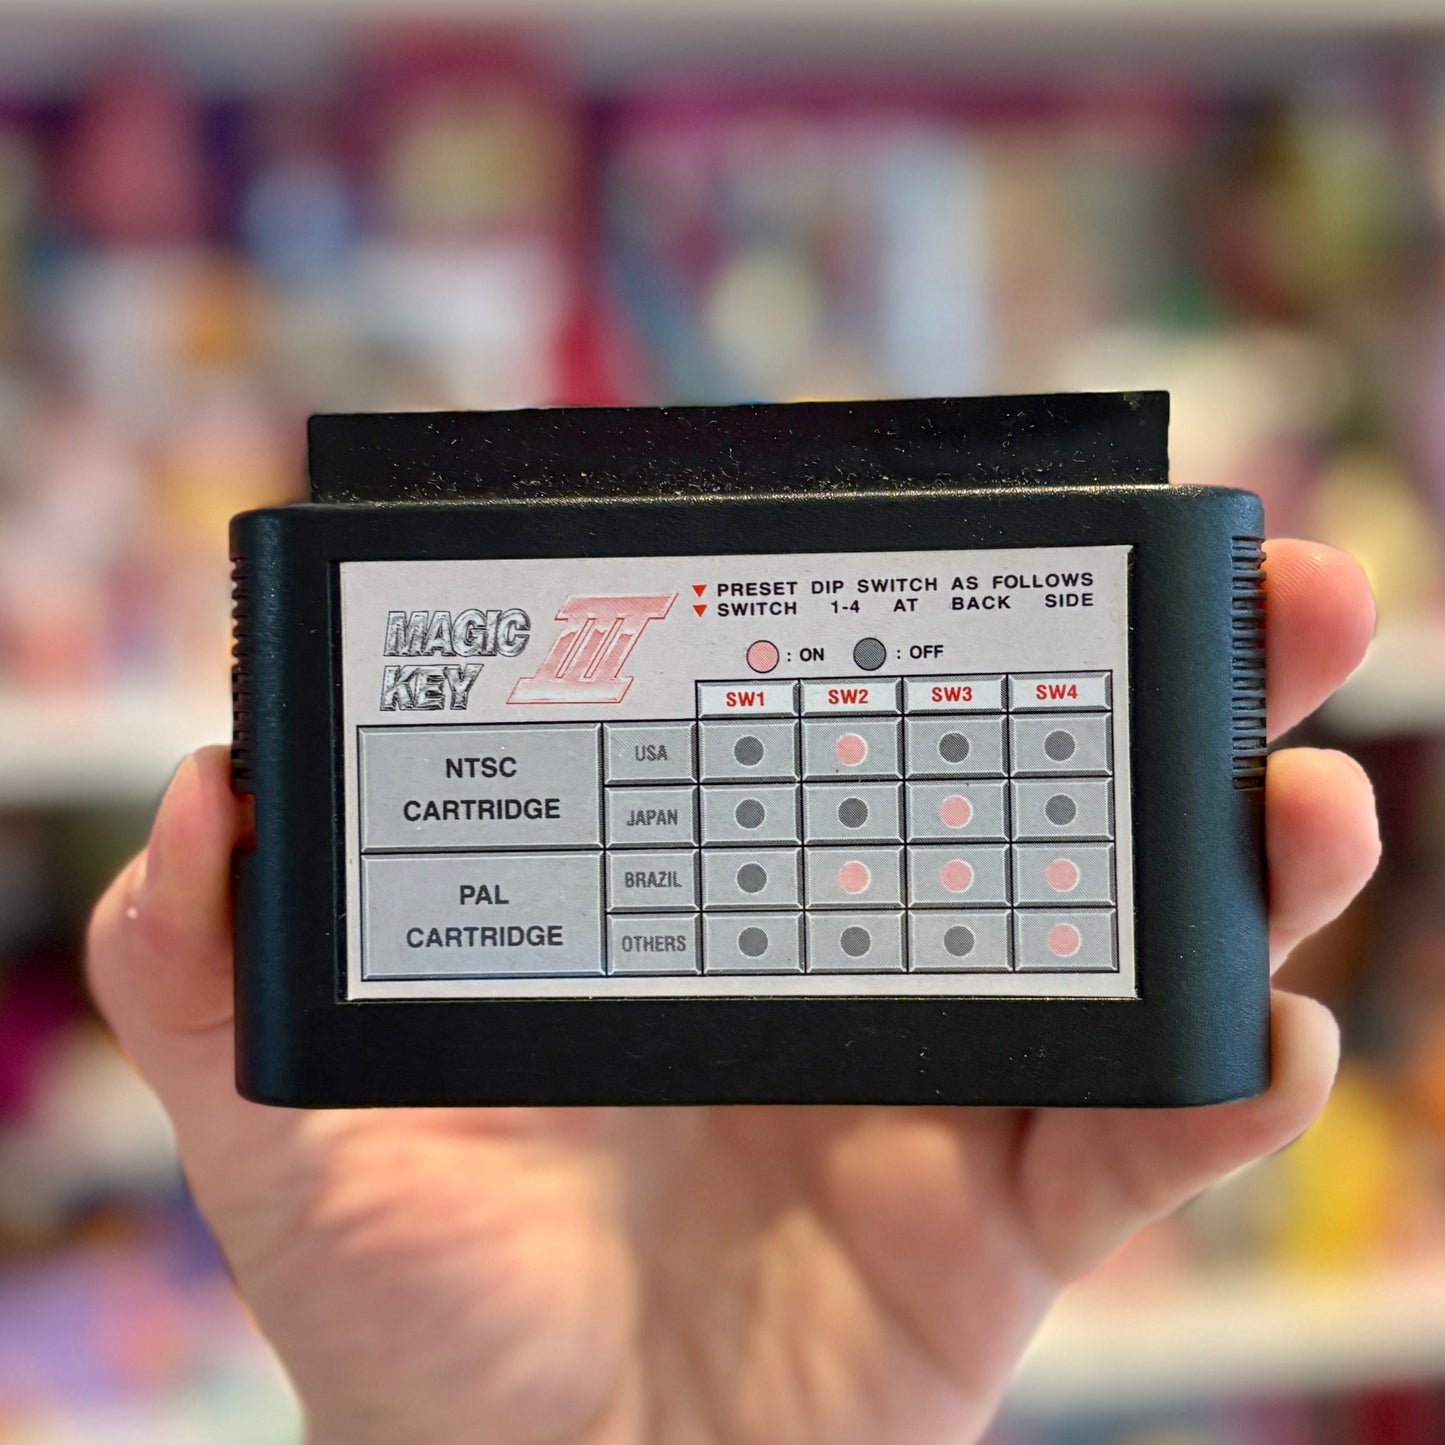 ▼ PRESET DIP SWITCH AS FOLLOWS
▼ SWITCH 1-4 AT BACK SIDE
MAGIC
KEY III
: ON : OFF
SW1 SW2 SW3 SW4
NTSC
CARTRIDGE
USA
JAPAN
PAL
CARTRIDGE
BRAZIL
OTHERS